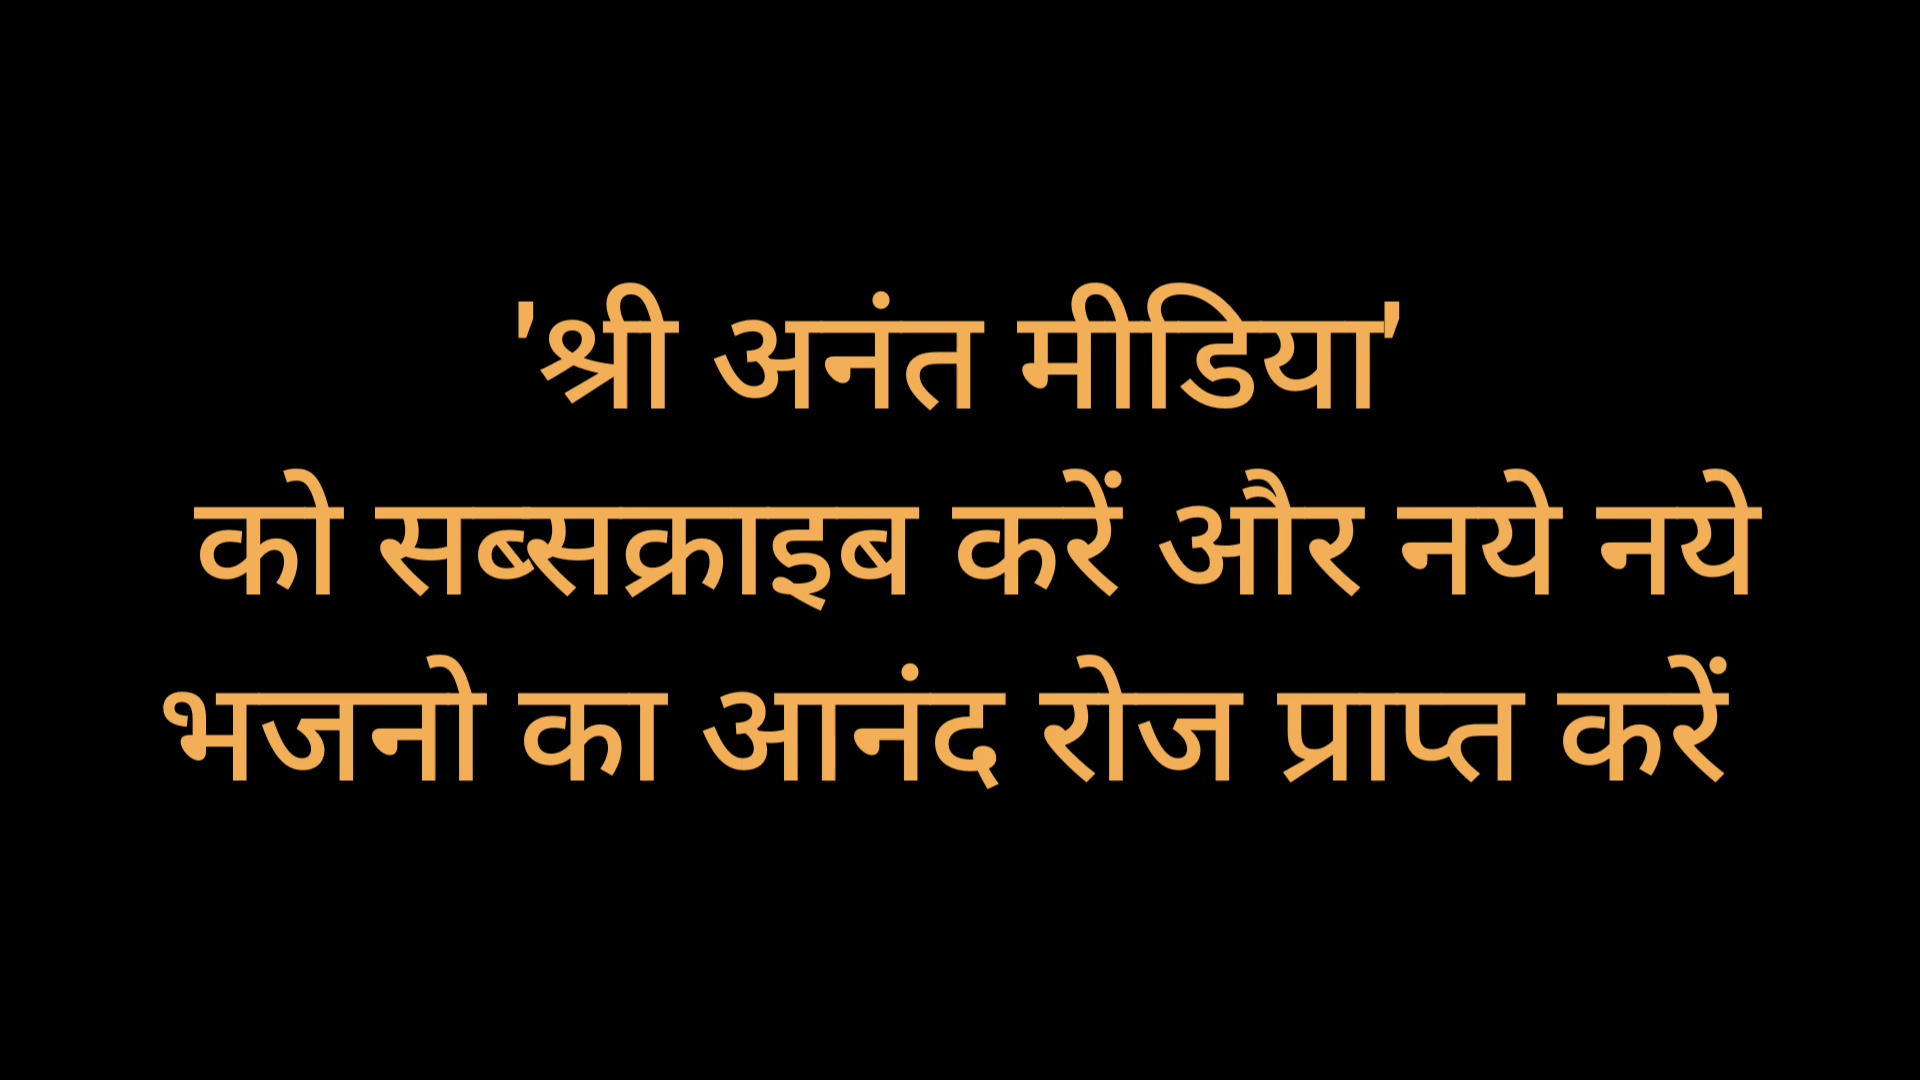 'श्री अनंत मीडिया'
को सब्सक्राइब करें और नये नये
भजनो का आनंद रोज प्राप्त करें